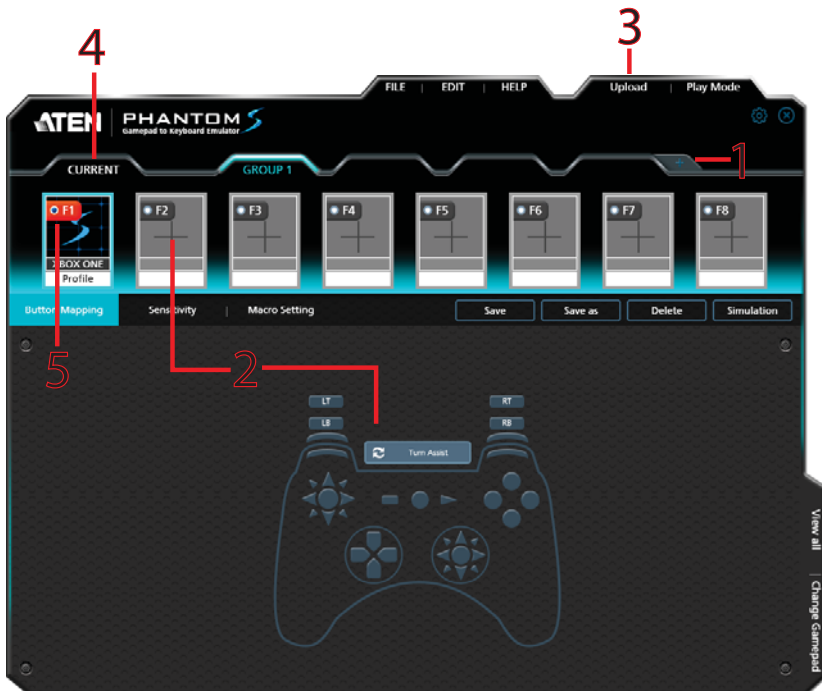 4
3
FILE | EDIT | HELP
Upload | Play Mode
ATEN PHANTOM S
Gamepad to Keyboard Emulator
1
CURRENT
GROUP 1
F1
F2
F3
F4
F5
F6
F7
F8
XBOX ONE
Profile
Button Mapping
Sensitivity | Macro Setting
Save
Save as
Delete
Simulation
5
2
LT
RT
LB
RB
Turn Assist
View all | Change Gamepad